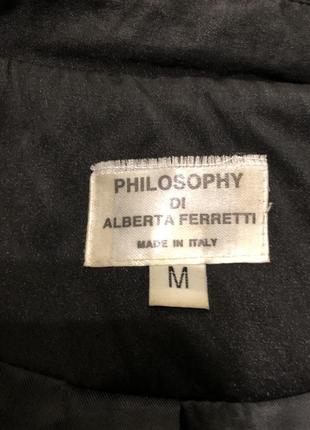 PHILOSOPHY
DI
ALBERTA FERRETTI
MADE IN ITALY
M